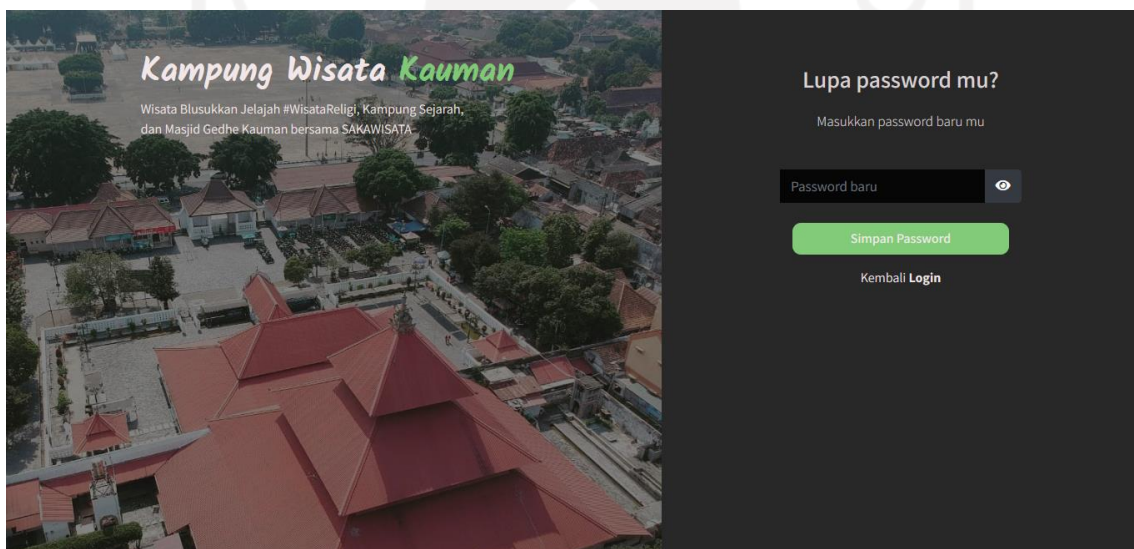 Kampung Wisata Kauman
Wisata Blusukkan Jelajah #WisataReligi, Kampung Sejarah,
dan Masjid Gedhe Kauman bersama SAKAWISATA
Lupa password mu?
Masukkan password baru mu
Password baru
Simpan Password
Kembali Login